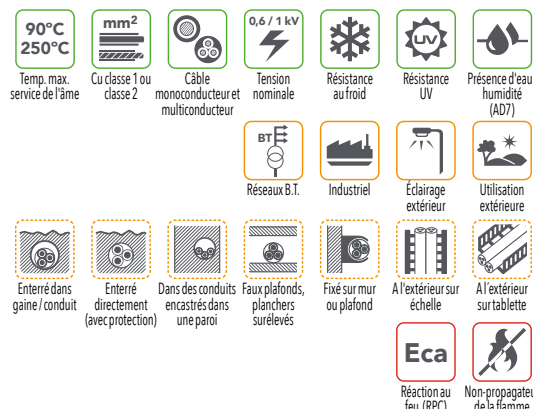 90°C
250°C
mm²
0,6 / 1 kV
UV
Temp. max.
service de l'âme
Cu classe 1 ou
classe 2
Câble
monoconducteur et
multiconducteur
Tension
nominale
Résistance
au froid
Résistance
UV
Présence d'eau
humidité
(AD7)
BT
Réseaux B.T.
Industriel
Éclairage
extérieur
Utilisation
extérieure
Enterré dans
gaine / conduit
Enterré
directement
(avec protection)
Dans des conduits
encastrés dans
une paroi
Faux plafonds,
planchers
surélevés
Fixé sur mur
ou plafond
A l'extérieur sur
échelle
A l´extérieur
sur tablette
Eca
Réaction au
feu (RPC)
Non-propagateu
de la flamme